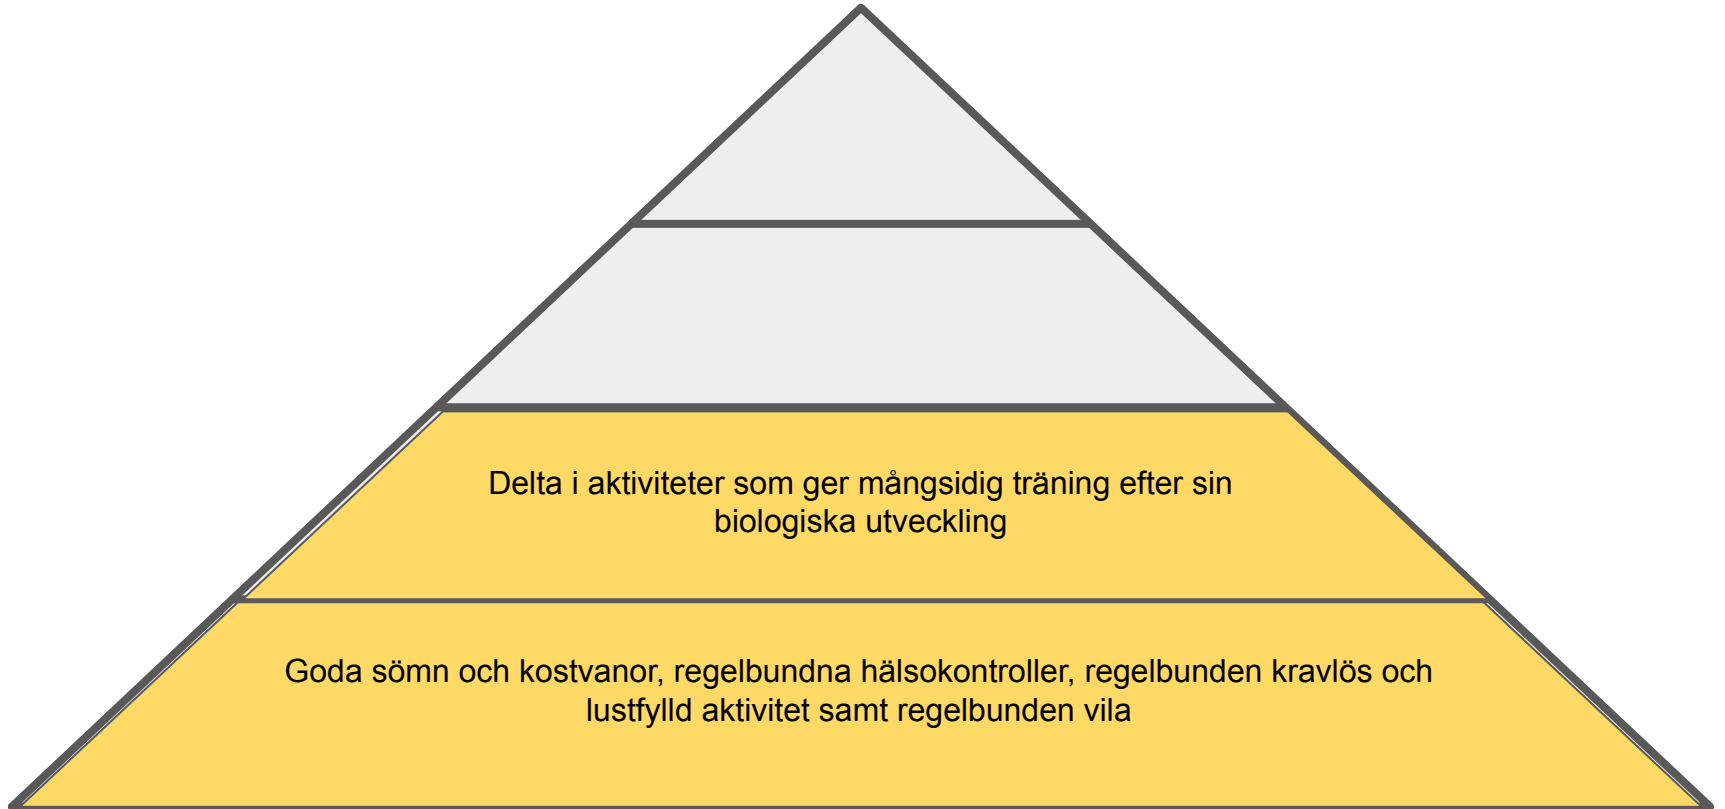 Delta i aktiviteter som ger mångsidig träning efter sin
biologiska utveckling
Goda sömn och kostvanor, regelbundna hälsokontroller, regelbunden kravlös och
lustfylld aktivitet samt regelbunden vila